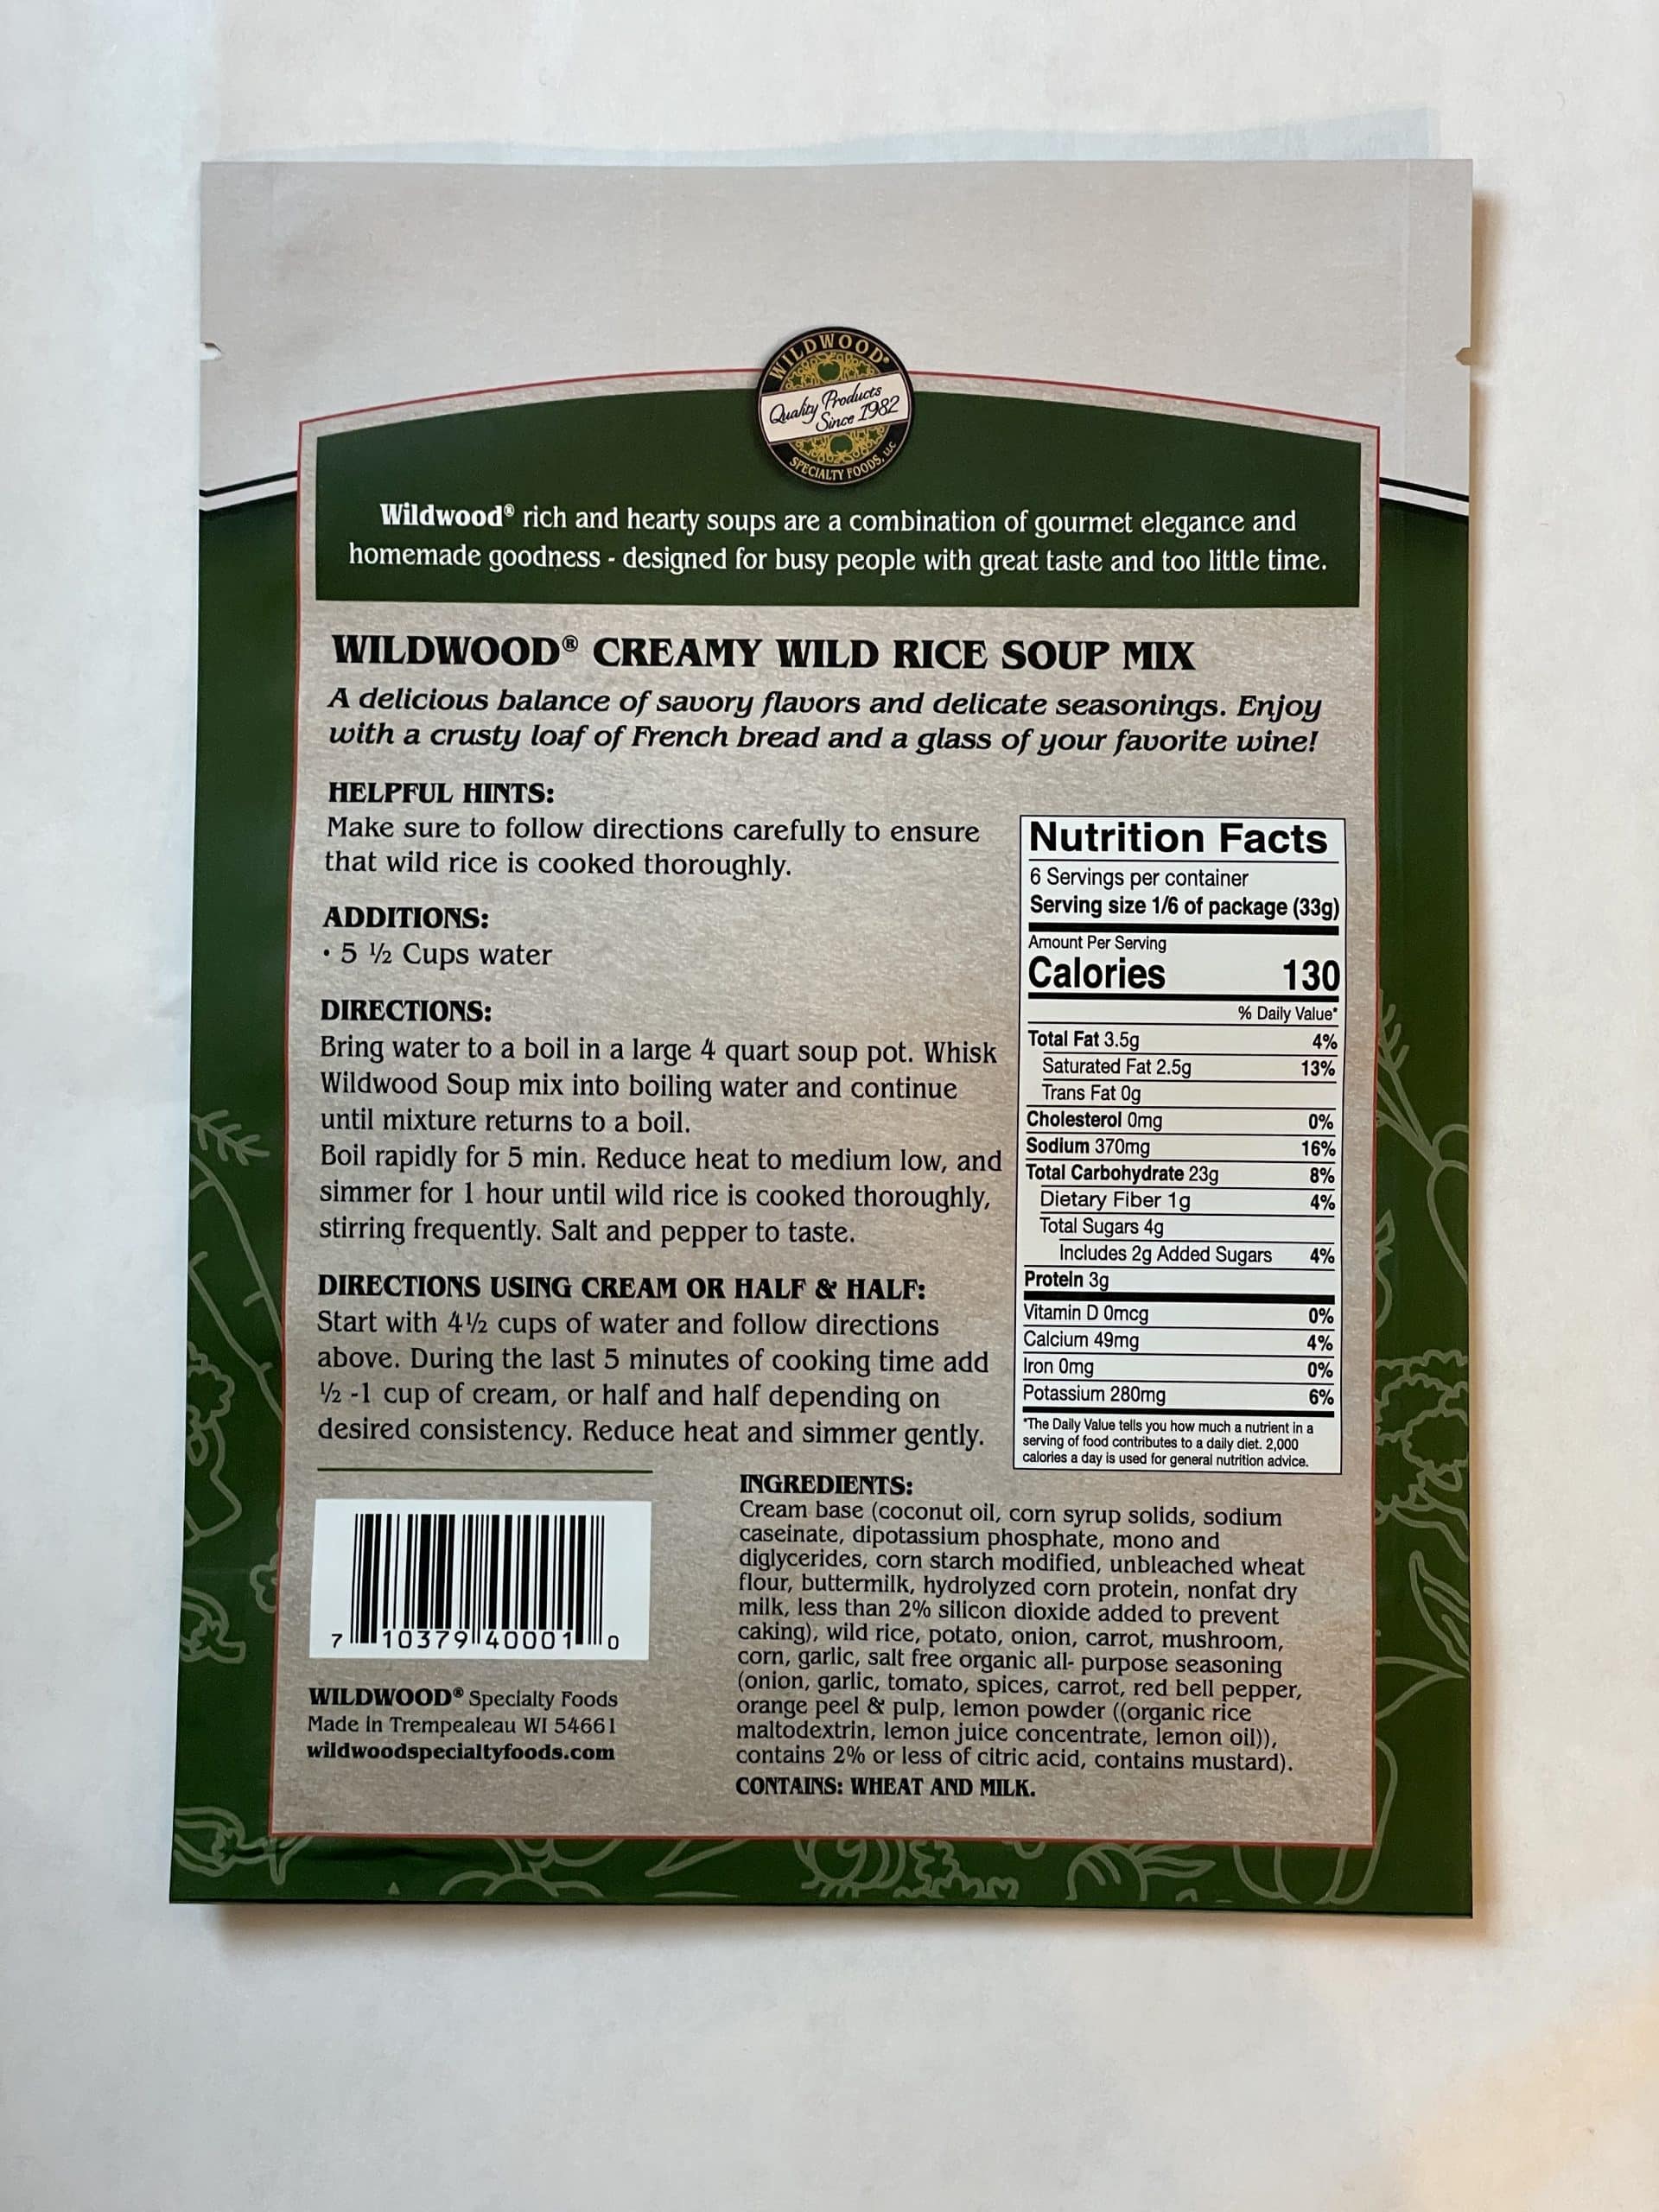 WILDWOOD®
Quality Products
Since 1982
SPECIALTY FOODS, LLC
Wildwood® rich and hearty soups are a combination of gourmet elegance and
homemade goodness - designed for busy people with great taste and too little time.
WILDWOOD® CREAMY WILD RICE SOUP MIX
A delicious balance of savory flavors and delicate seasonings. Enjoy
with a crusty loaf of French bread and a glass of your favorite wine!
HELPFUL HINTS:
Make sure to follow directions carefully to ensure
that wild rice is cooked thoroughly.
ADDITIONS:
• 5 ½ Cups water
DIRECTIONS:
Bring water to a boil in a large 4 quart soup pot. Whisk
Wildwood Soup mix into boiling water and continue
until mixture returns to a boil.
Boil rapidly for 5 min. Reduce heat to medium low, and
simmer for 1 hour until wild rice is cooked thoroughly,
stirring frequently. Salt and pepper to taste.
DIRECTIONS USING CREAM OR HALF & HALF:
Start with 4½ cups of water and follow directions
above. During the last 5 minutes of cooking time add
½ -1 cup of cream, or half and half depending on
desired consistency. Reduce heat and simmer gently.
Nutrition Facts
6 Servings per container
Serving size 1/6 of package (33g)
Amount Per Serving
Calories 130
% Daily Value*
Total Fat 3.5g 4%
Saturated Fat 2.5g 13%
Trans Fat 0g
Cholesterol 0mg 0%
Sodium 370mg 16%
Total Carbohydrate 23g 8%
Dietary Fiber 1g 4%
Total Sugars 4g
Includes 2g Added Sugars 4%
Protein 3g
Vitamin D 0mcg 0%
Calcium 49mg 4%
Iron 0mg 0%
Potassium 280mg 6%
*The Daily Value tells you how much a nutrient in a
serving of food contributes to a daily diet. 2,000
calories a day is used for general nutrition advice.
7 10379 40001 0
WILDWOOD® Specialty Foods
Made in Trempealeau WI 54661
wildwoodspecialtyfoods.com
INGREDIENTS:
Cream base (coconut oil, corn syrup solids, sodium
caseinate, dipotassium phosphate, mono and
diglycerides, corn starch modified, unbleached wheat
flour, buttermilk, hydrolyzed corn protein, nonfat dry
milk, less than 2% silicon dioxide added to prevent
caking), wild rice, potato, onion, carrot, mushroom,
corn, garlic, salt free organic all- purpose seasoning
(onion, garlic, tomato, spices, carrot, red bell pepper,
orange peel & pulp, lemon powder ((organic rice
maltodextrin, lemon juice concentrate, lemon oil)),
contains 2% or less of citric acid, contains mustard).
CONTAINS: WHEAT AND MILK.